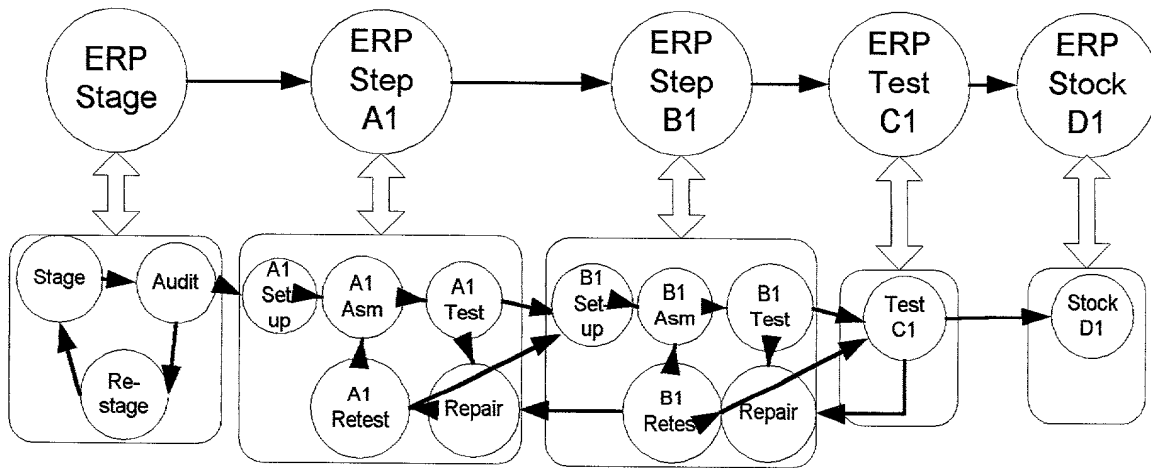 ERP
Stage
ERP
Step
A1
ERP
Step
B1
ERP
Test
C1
ERP
Stock
D1
Stage
Audit
Re-
stage
A1
Set-
up
A1
Asm
A1
Test
A1
Retest
Repair
B1
Set-
up
B1
Asm
B1
Test
B1
Retest
Repair
Test
C1
Stock
D1